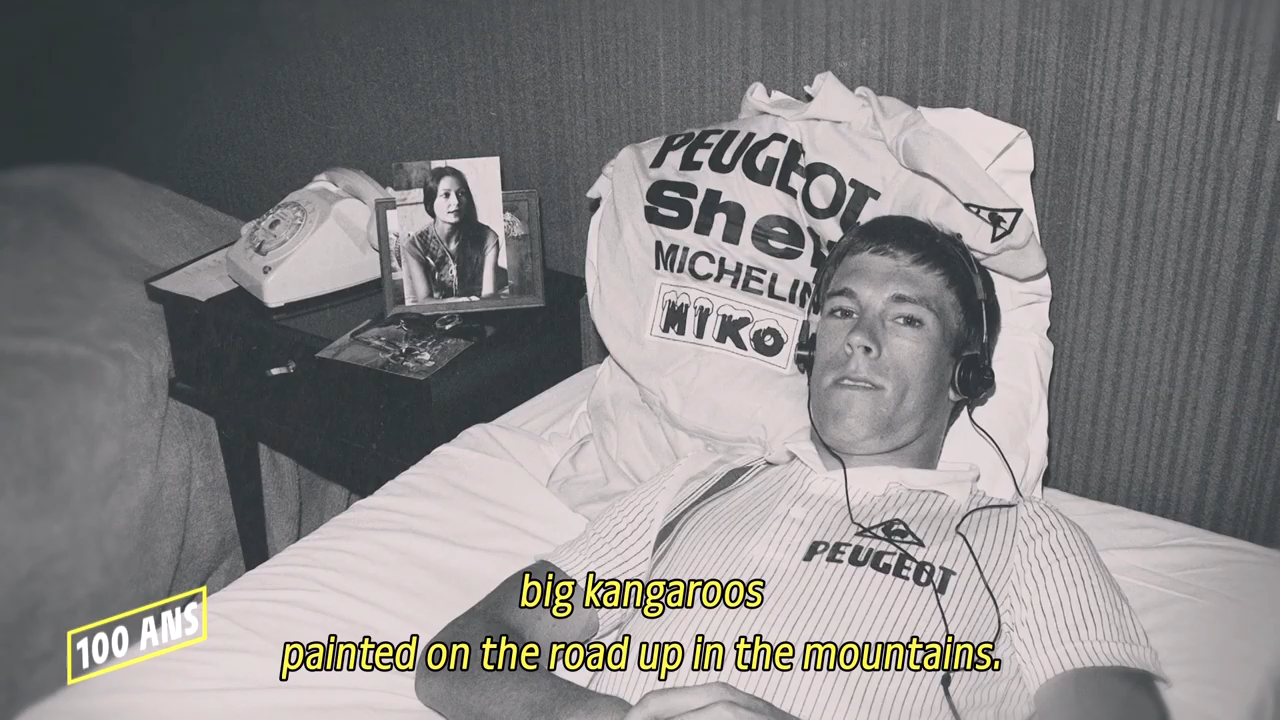 PEUGEOT
Shel
MICHELIN
MIKO
PEUGEOT
big kangaroos
painted on the road up in the mountains.
100 ANS